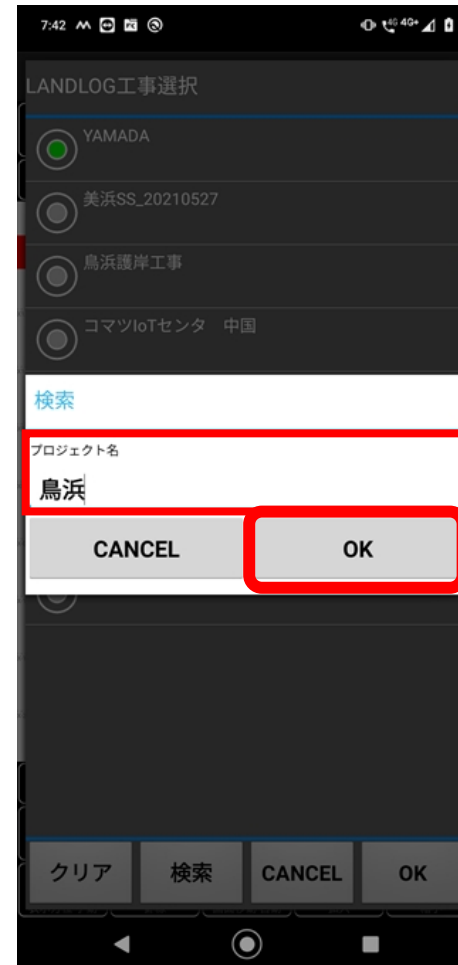 7:42
4G 4G+
LANDLOG工事選択
YAMADA
美浜SS_20210527
鳥浜護岸工事
コマツIoTセンタ　中国
検索
プロジェクト名
鳥浜
CANCEL OK
クリア 検索 CANCEL OK